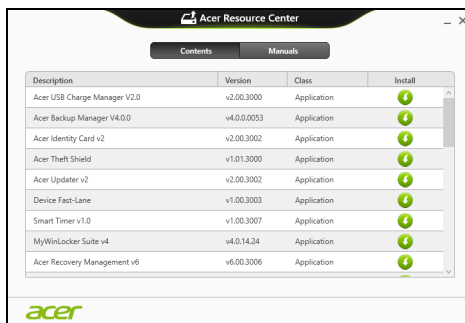 Acer Resource Center
Contents Manuals
Description Version Class Install
Acer USB Charge Manager V2.0 v2.00.3000 Application
Acer Backup Manager V4.0.0 v4.0.0.0053 Application
Acer Identity Card v2 v2.00.3002 Application
Acer Theft Shield v1.01.3000 Application
Acer Updater v2 v2.00.3002 Application
Device Fast-Lane v1.00.3003 Application
Smart Timer v1.0 v1.00.3007 Application
MyWinLocker Suite v4 v4.0.14.24 Application
Acer Recovery Management v6 v6.00.3006 Application
acer